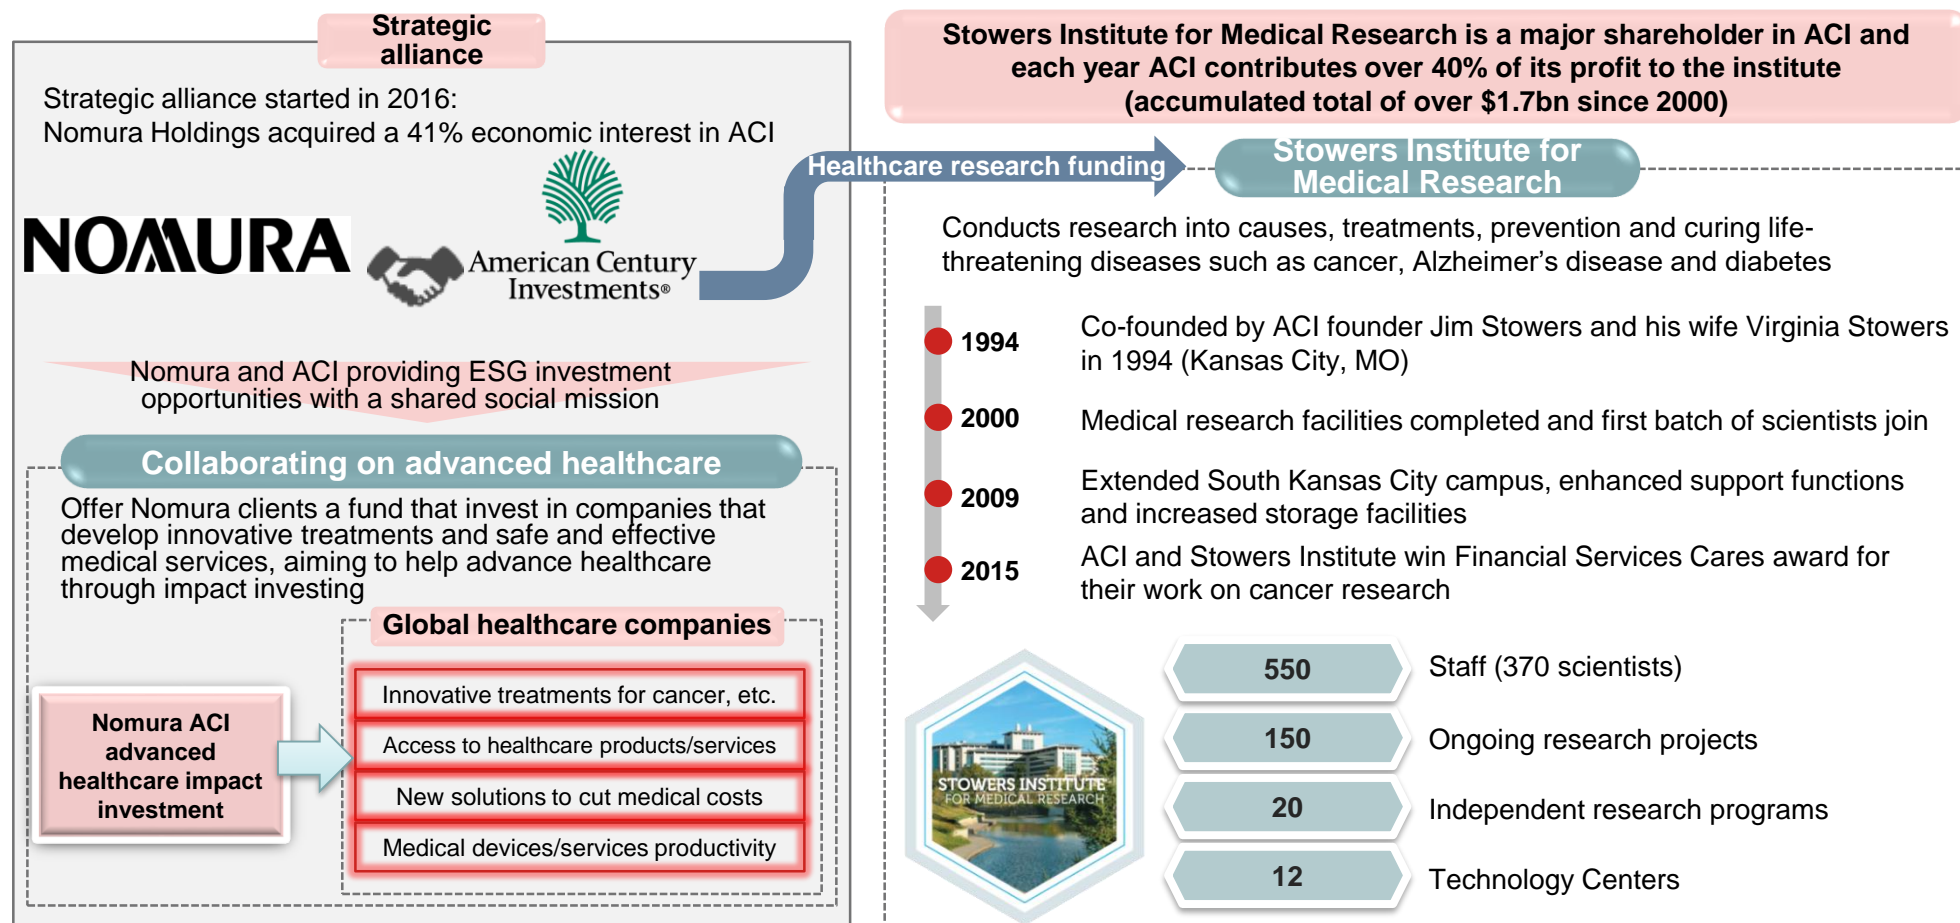 Strategic
alliance
Strategic alliance started in 2016:
Nomura Holdings acquired a 41% economic interest in ACI
NOMURA
American Century
Investments®
Nomura and ACI providing ESG investment
opportunities with a shared social mission
Collaborating on advanced healthcare
Offer Nomura clients a fund that invest in companies that
develop innovative treatments and safe and effective
medical services, aiming to help advance healthcare
through impact investing
Nomura ACI
advanced
healthcare impact
investment
Global healthcare companies
Innovative treatments for cancer, etc.
Access to healthcare products/services
New solutions to cut medical costs
Medical devices/services productivity
Healthcare research funding
Stowers Institute for Medical Research is a major shareholder in ACI and
each year ACI contributes over 40% of its profit to the institute
(accumulated total of over $1.7bn since 2000)
Stowers Institute for
Medical Research
Conducts research into causes, treatments, prevention and curing life-
threatening diseases such as cancer, Alzheimer’s disease and diabetes
1994
Co-founded by ACI founder Jim Stowers and his wife Virginia Stowers
in 1994 (Kansas City, MO)
2000
Medical research facilities completed and first batch of scientists join
2009
Extended South Kansas City campus, enhanced support functions
and increased storage facilities
2015
ACI and Stowers Institute win Financial Services Cares award for
their work on cancer research
STOWERS INSTITUTE
FOR MEDICAL RESEARCH
550 Staff (370 scientists)
150 Ongoing research projects
20 Independent research programs
12 Technology Centers